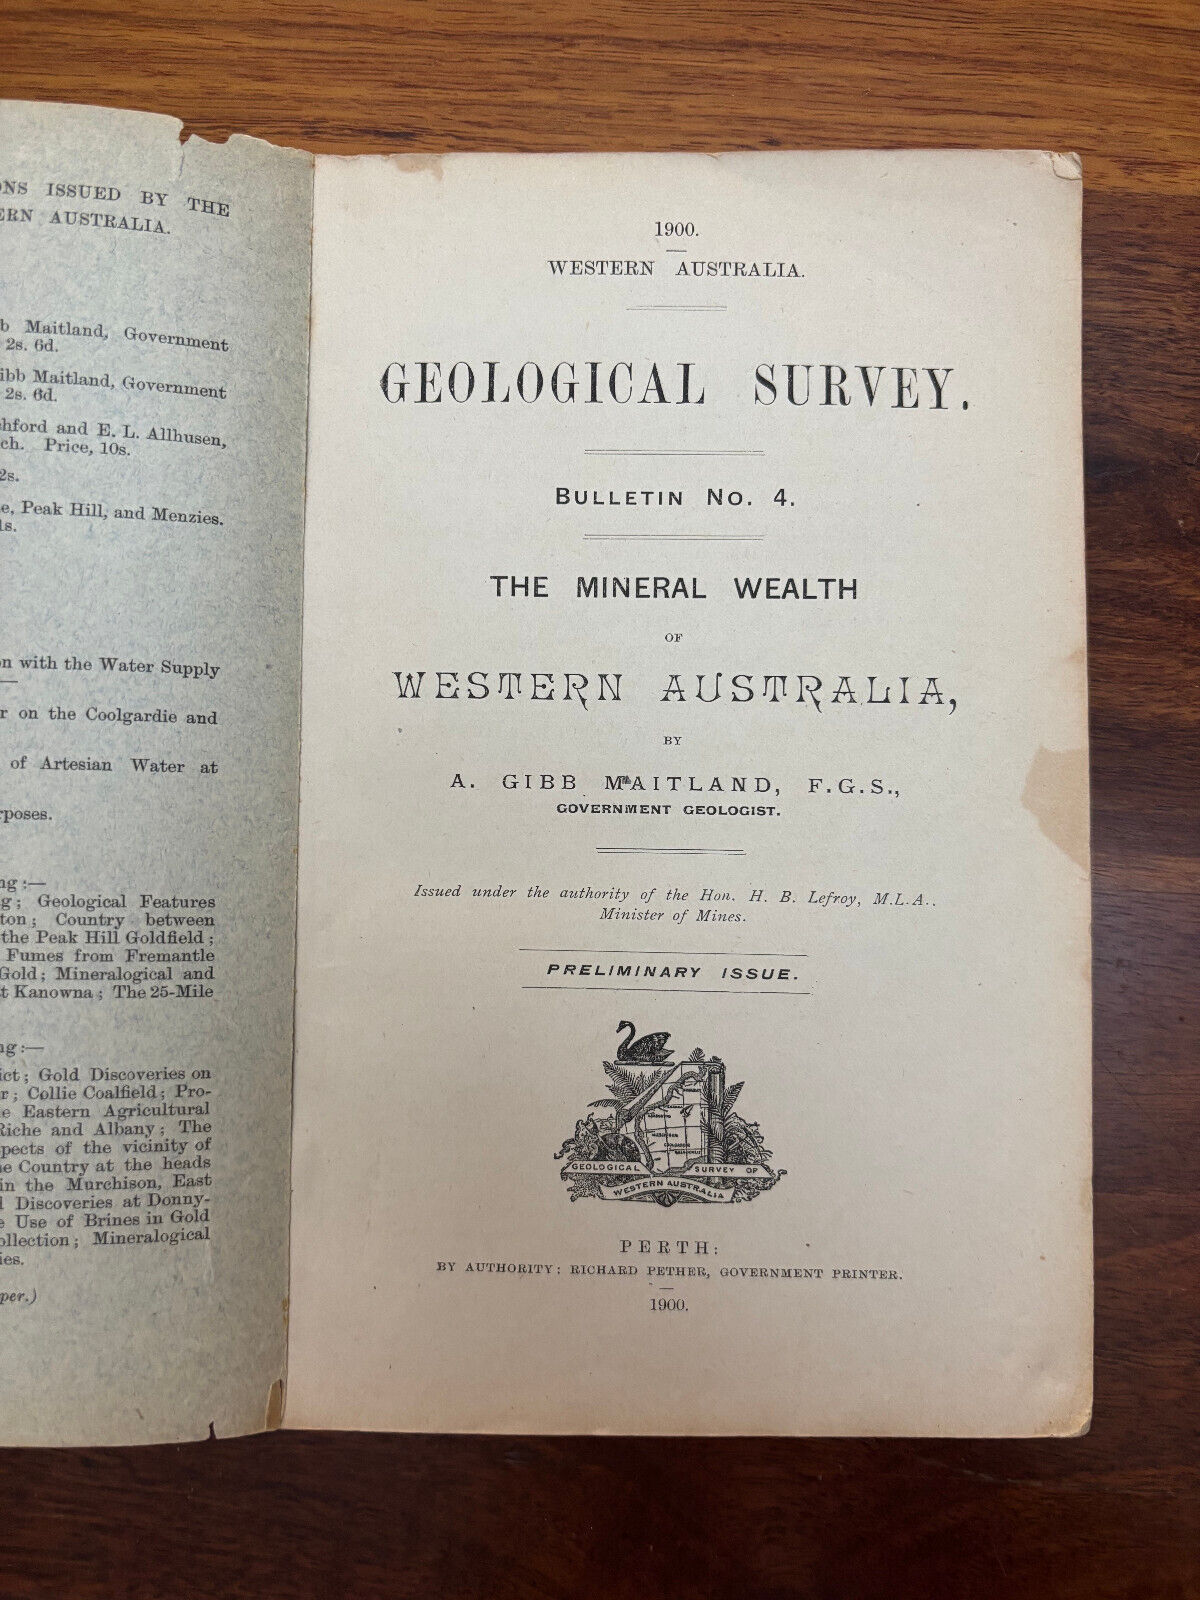 ONS ISSUED BY THE
ERN AUSTRALIA.
b Maitland, Government
2s. 6d.
ibb Maitland, Government
2s. 6d.
hford and E. L. Allhusen,
ch. Price, 10s.
2s.
e, Peak Hill, and Menzies.
1s.
n with the Water Supply
r on the Coolgardie and
of Artesian Water at
rposes.
ng :—
g ; Geological Features
ton ; Country between
the Peak Hill Goldfield ;
Fumes from Fremantle
Gold ; Mineralogical and
t Kanowna ; The 25-Mile
ng :—
ict ; Gold Discoveries on
r ; Collie Coalfield ; Pro-
e Eastern Agricultural
Riche and Albany ; The
pects of the vicinity of
he Country at the heads
in the Murchison, East
l Discoveries at Donny-
e Use of Brines in Gold
ollection ; Mineralogical
ies.
per.)
1900.
WESTERN AUSTRALIA.
GEOLOGICAL SURVEY.
BULLETIN No. 4.
THE MINERAL WEALTH
OF
WESTERN AUSTRALIA,
BY
A. GIBB MAITLAND, F.G.S.,
GOVERNMENT GEOLOGIST.
Issued under the authority of the Hon. H. B. Lefroy, M.L.A.,
Minister of Mines.
PRELIMINARY ISSUE.
GEOLOGICAL SURVEY OF
WESTERN AUSTRALIA
PERTH:
BY AUTHORITY: RICHARD PETHER, GOVERNMENT PRINTER.
1900.